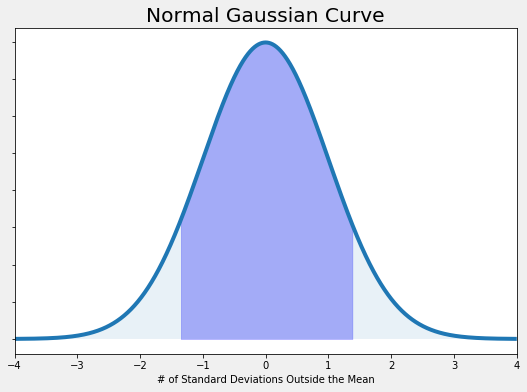 Normal Gaussian Curve
−4 −3 −2 −1 0 1 2 3 4
# of Standard Deviations Outside the Mean